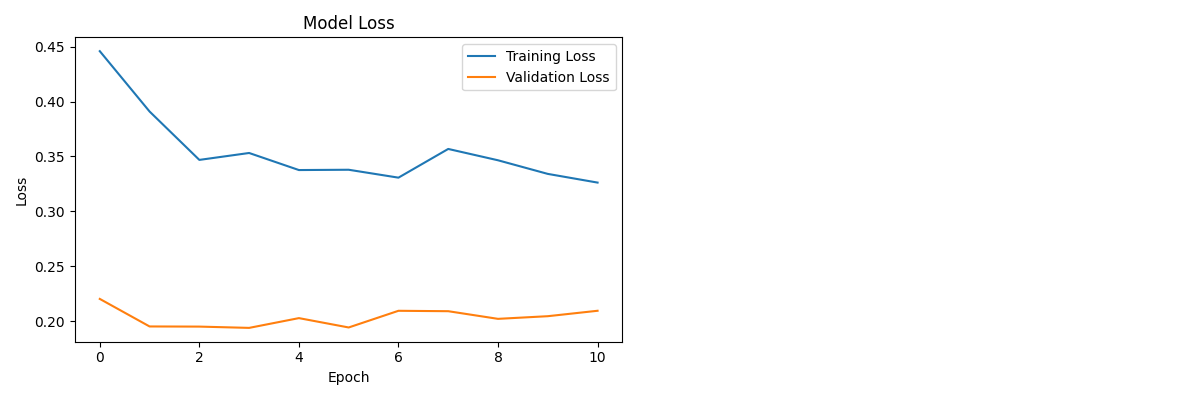 Model Loss
Training Loss
Validation Loss
0.45
0.40
0.35
0.30
0.25
0.20
Loss
0 2 4 6 8 10
Epoch